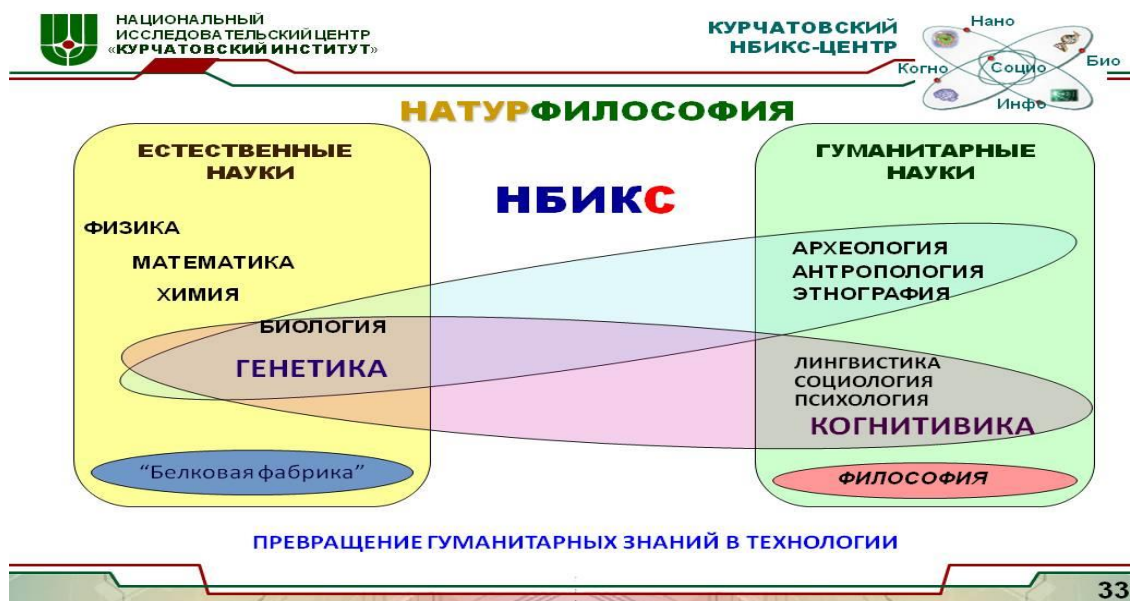 НАЦИОНАЛЬНЫЙ
ИССЛЕДОВАТЕЛЬСКИЙ ЦЕНТР
«КУРЧАТОВСКИЙ ИНСТИТУТ»
КУРЧАТОВСКИЙ
НБИКС-ЦЕНТР
Нано
Био
Когно
Социо
Инфо
НАТУРФИЛОСОФИЯ
ЕСТЕСТВЕННЫЕ
НАУКИ
ФИЗИКА
МАТЕМАТИКА
ХИМИЯ
БИОЛОГИЯ
ГЕНЕТИКА
"Белковая фабрика"
НБИКС
ГУМАНИТАРНЫЕ
НАУКИ
АРХЕОЛОГИЯ
АНТРОПОЛОГИЯ
ЭТНОГРАФИЯ
ЛИНГВИСТИКА
СОЦИОЛОГИЯ
ПСИХОЛОГИЯ
КОГНИТИВИКА
ФИЛОСОФИЯ
ПРЕВРАЩЕНИЕ ГУМАНИТАРНЫХ ЗНАНИЙ В ТЕХНОЛОГИИ
33